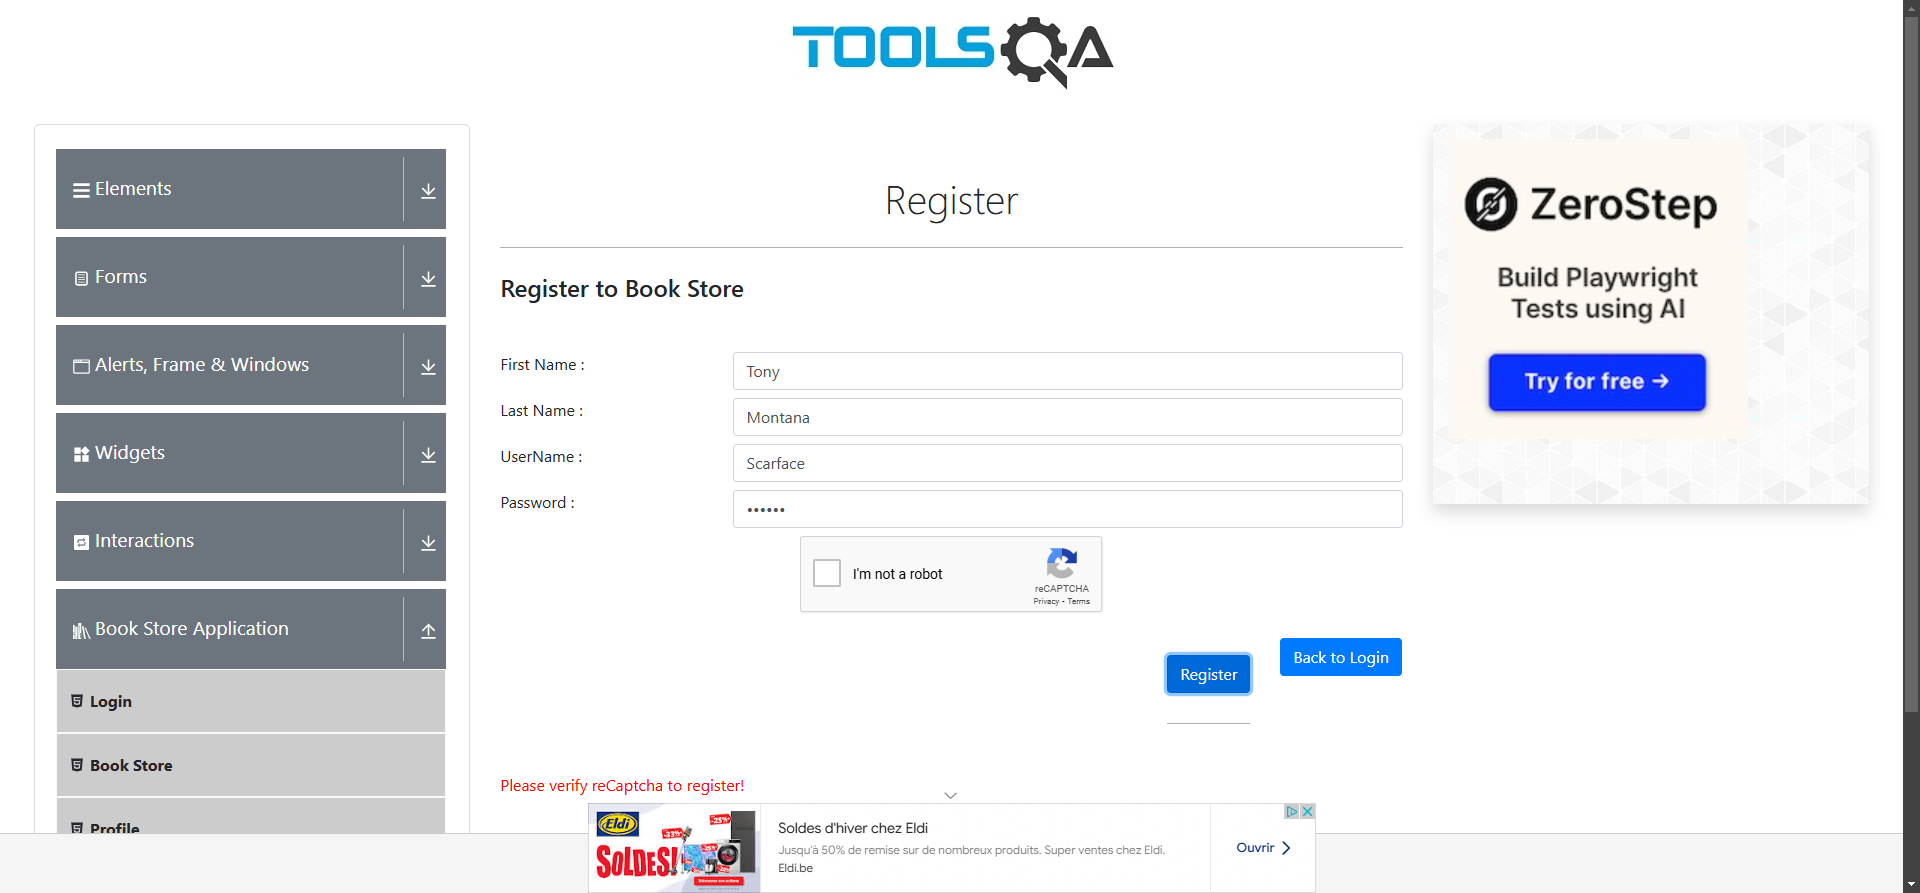 TOOLSQA
Elements
Forms
Alerts, Frame & Windows
Widgets
Interactions
Book Store Application
Login
Book Store
Profile
Register
Register to Book Store
First Name :
Tony
Last Name :
Montana
UserName :
Scarface
Password :
••••••
I'm not a robot
reCAPTCHA
Privacy - Terms
Register
Back to Login
Please verify reCaptcha to register!
ZeroStep
Build Playwright
Tests using AI
Try for free →
Eldi
-33%
-25%
-25%
SOLDES!
Soldes d'hiver chez Eldi
Jusqu'à 50% de remise sur de nombreux produits. Super ventes chez Eldi.
Eldi.be
Ouvrir